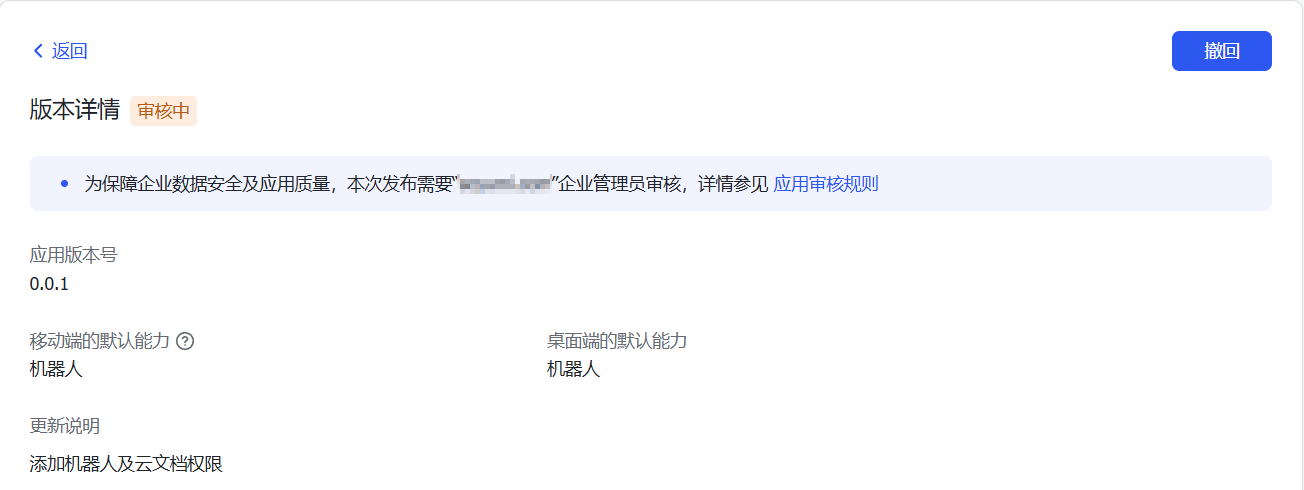 返回
撤回
版本详情 审核中
为保障企业数据安全及应用质量，本次发布需要“”企业管理员审核，详情参见 应用审核规则
应用版本号
0.0.1
移动端的默认能力 桌面端的默认能力
机器人 机器人
更新说明
添加机器人及云文档权限